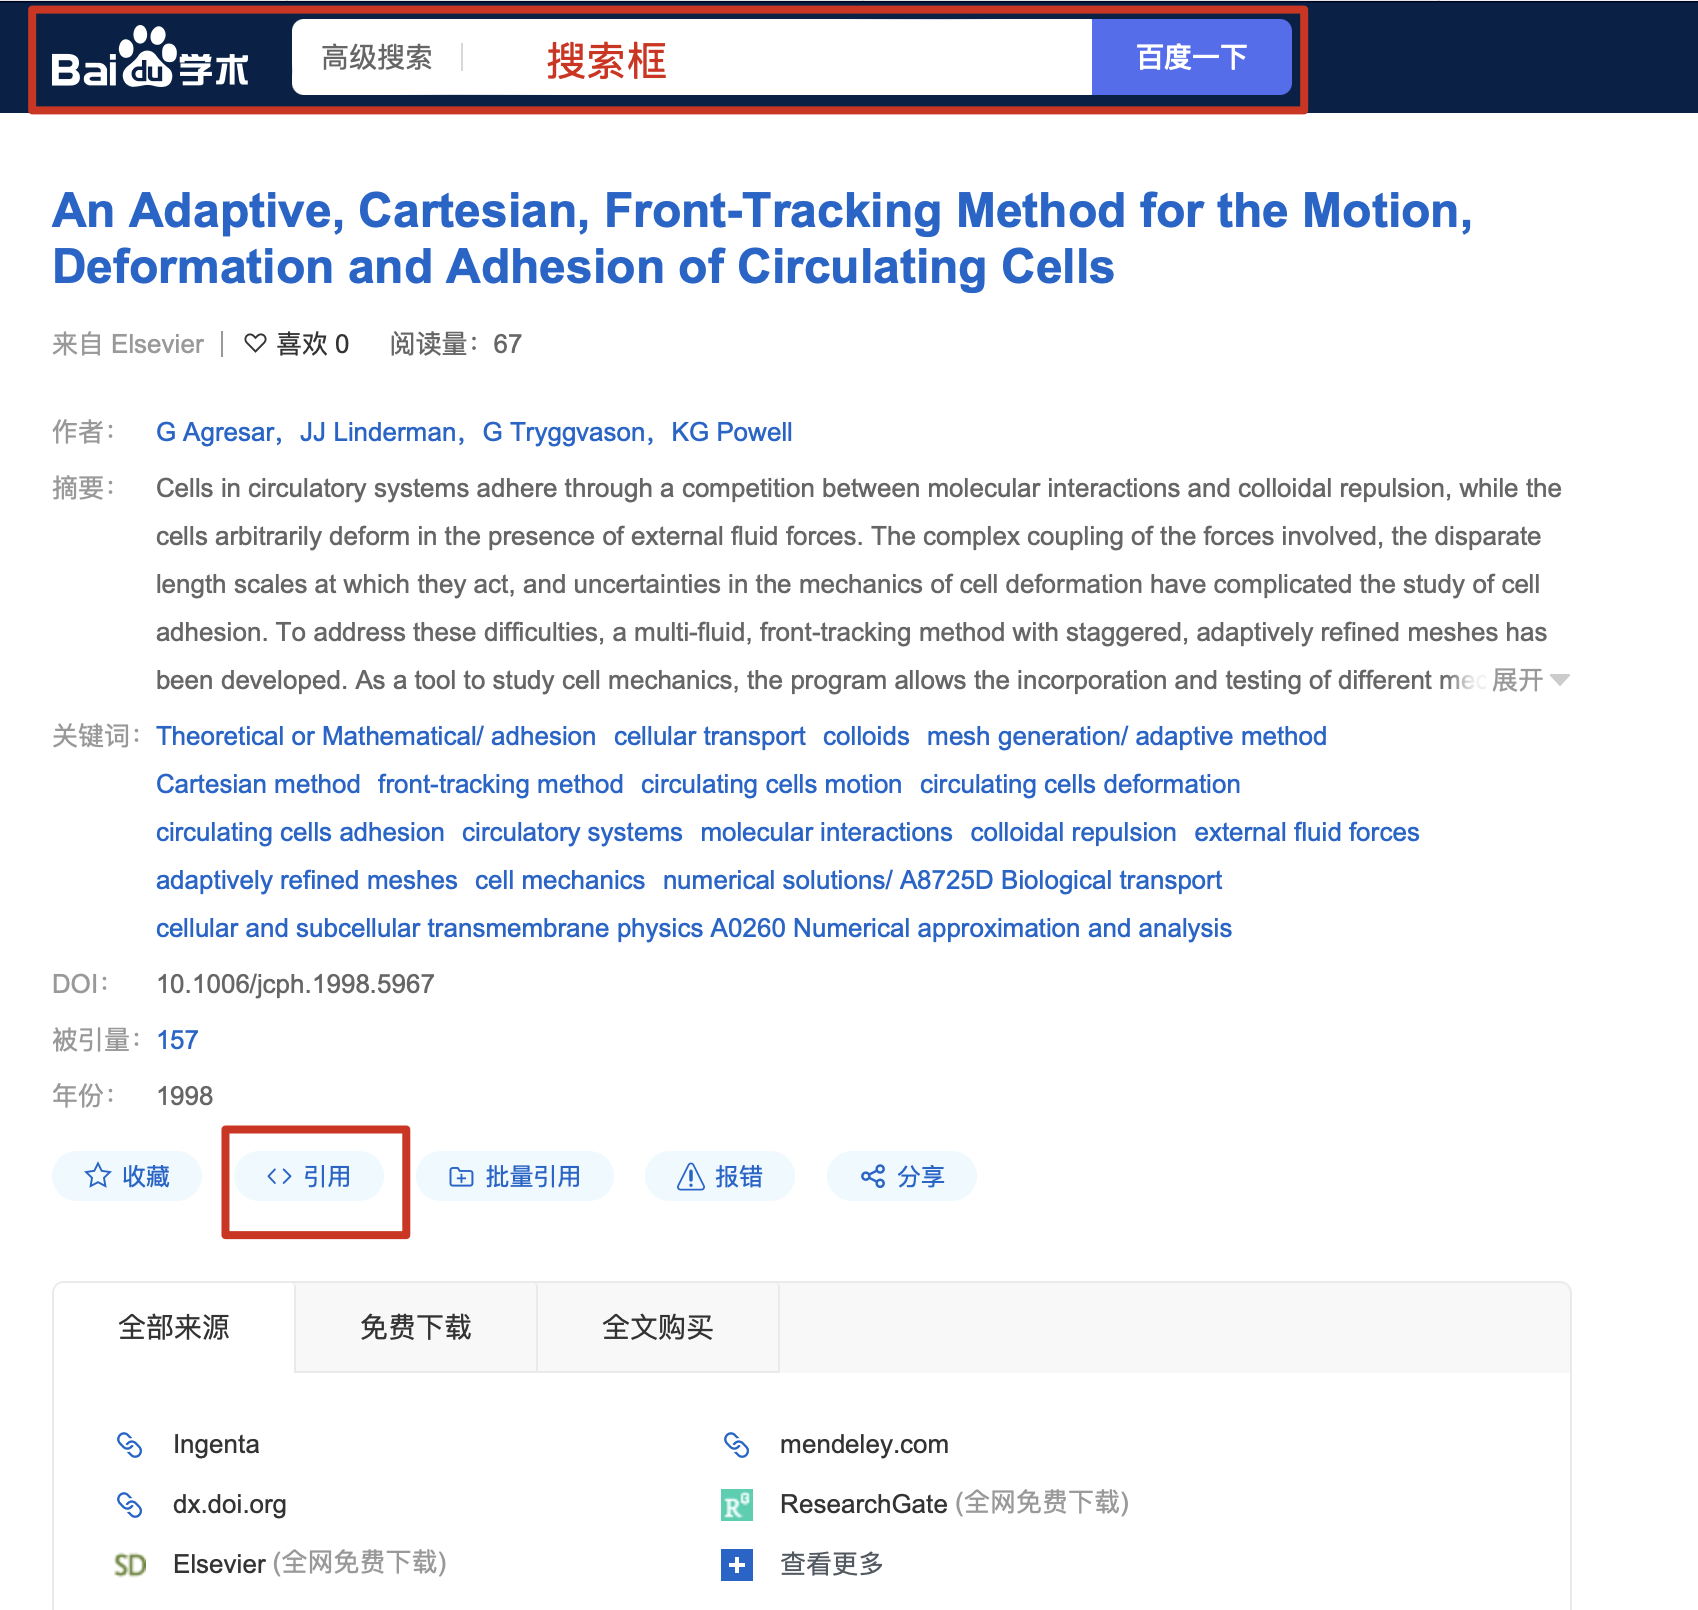 Bai du 学术 高级搜索 搜索框 百度一下
An Adaptive, Cartesian, Front-Tracking Method for the Motion,
Deformation and Adhesion of Circulating Cells
来自 Elsevier 喜欢 0 阅读量：67
作者： G Agresar， JJ Linderman， G Tryggvason， KG Powell
摘要： Cells in circulatory systems adhere through a competition between molecular interactions and colloidal repulsion, while the
cells arbitrarily deform in the presence of external fluid forces. The complex coupling of the forces involved, the disparate
length scales at which they act, and uncertainties in the mechanics of cell deformation have complicated the study of cell
adhesion. To address these difficulties, a multi-fluid, front-tracking method with staggered, adaptively refined meshes has
been developed. As a tool to study cell mechanics, the program allows the incorporation and testing of different mec 展开
关键词： Theoretical or Mathematical/ adhesion cellular transport colloids mesh generation/ adaptive method
Cartesian method front-tracking method circulating cells motion circulating cells deformation
circulating cells adhesion circulatory systems molecular interactions colloidal repulsion external fluid forces
adaptively refined meshes cell mechanics numerical solutions/ A8725D Biological transport
cellular and subcellular transmembrane physics A0260 Numerical approximation and analysis
DOI： 10.1006/jcph.1998.5967
被引量： 157
年份： 1998
收藏 <> 引用 批量引用 报错 分享
全部来源 免费下载 全文购买
Ingenta mendeley.com
dx.doi.org RG ResearchGate (全网免费下载)
SD Elsevier (全网免费下载) 查看更多